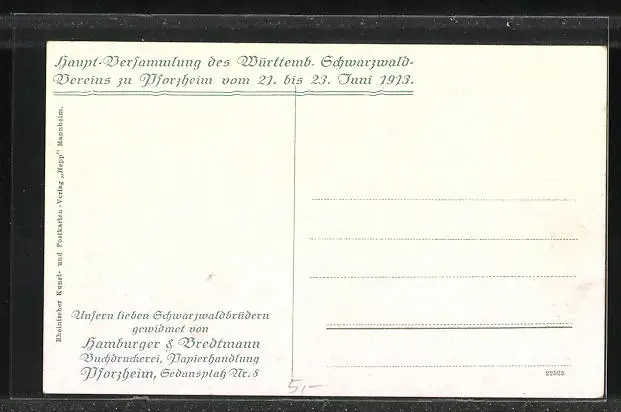 Haupt-Versammlung des Württemb. Schwarzwald-
Vereins zu Pforzheim vom 21. bis 23. Juni 1913.
Rheinischer Kunst- und Postkarten-Verlag „Hepp“ Mannheim.
Unsern lieben Schwarzwaldbrüdern
gewidmet von
Hamburger & Bredtmann
Buchdruckerei, Papierhandlung
Pforzheim, Sedansplatz Nr. 8
5,-
22525